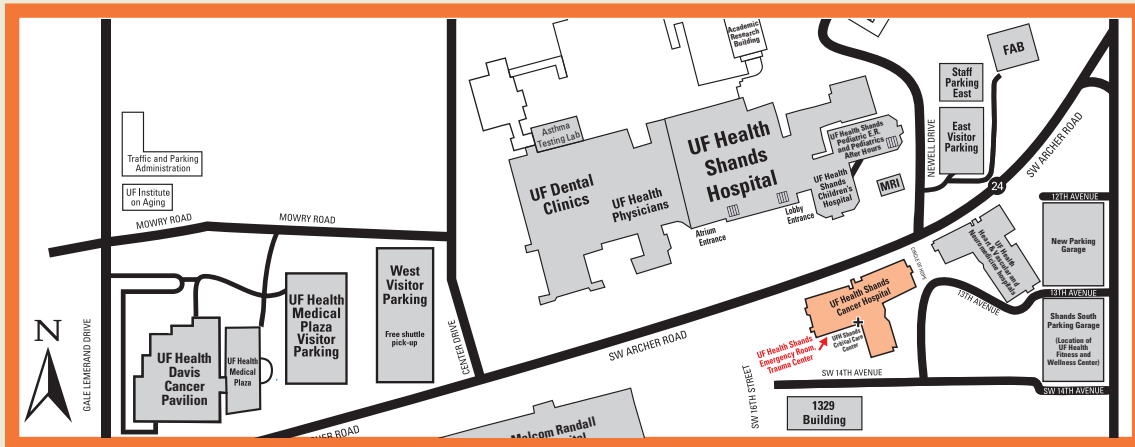 Academic
Research
Building
FAB
Staff
Parking
East
East
Visitor
Parking
NEWELL DRIVE
SW ARCHER ROAD
24
Asthma
Testing Lab
UF Health
Shands
Hospital
UF Health Shands
Pediatric E.R.
and Pediatrics
After Hours
UF Health
Shands
Children's
Hospital
MRI
UF Dental
Clinics
UF Health
Physicians
Atrium
Entrance
Lobby
Entrance
Traffic and Parking
Administration
UF Institute
on Aging
MOWRY ROAD
MOWRY ROAD
12TH AVENUE
New Parking
Garage
UF Health
Heart & Vascular and
Neuromedicine hospitals
CIRCLE OF HOPE
13TH AVENUE
13TH AVENUE
West
Visitor
Parking
Free shuttle
pick-up
UF Health
Medical
Plaza
Visitor
Parking
UF Health Shands
Cancer Hospital
UFH Shands
Critical Care
Center
UF Health Shands
Emergency Room,
Trauma Center
Shands South
Parking Garage
(Location of
UF Health
Fitness and
Wellness Center)
N
GALE LEMERAND DRIVE
UF Health
Davis
Cancer
Pavilion
UF Health
Medical
Plaza
CENTER DRIVE
SW ARCHER ROAD
SW 16TH STREET
SW 14TH AVENUE
SW 14TH AVENUE
1329
Building
ROAD
Malcom Randall